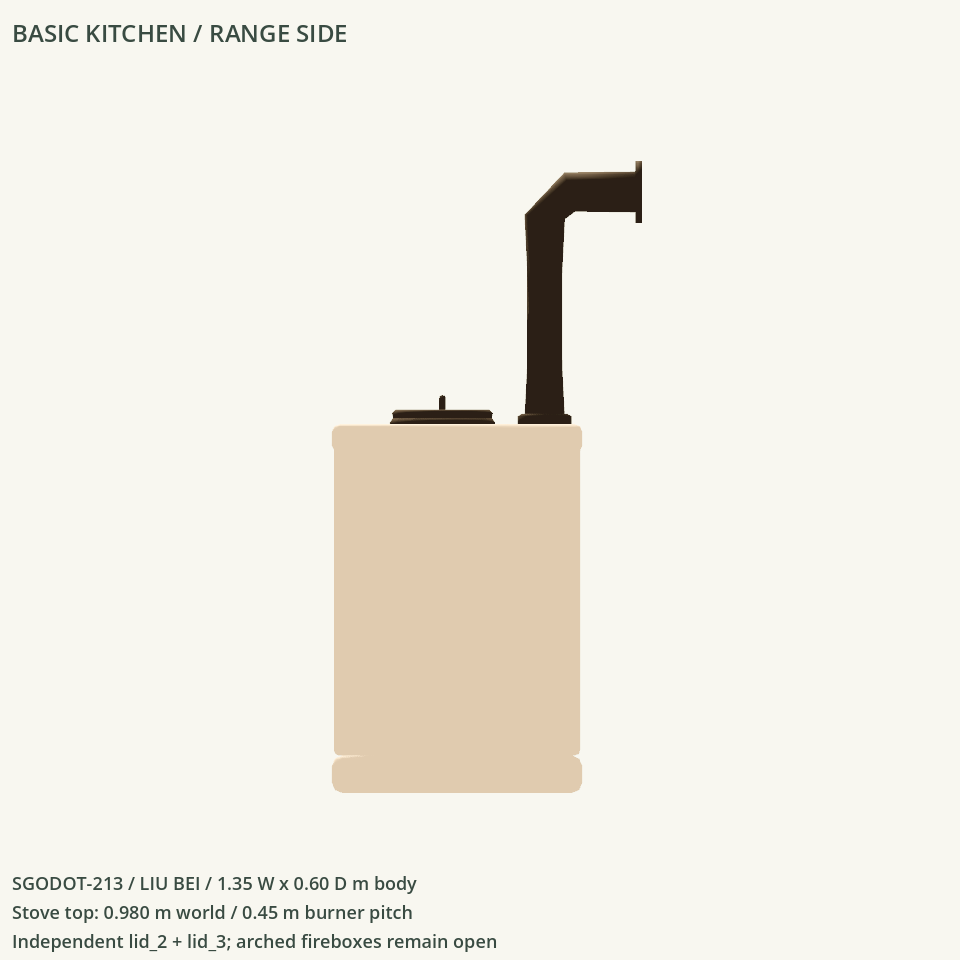 BASIC KITCHEN / RANGE SIDE
SGODOT-213 / LIU BEI / 1.35 W x 0.60 D m body
Stove top: 0.980 m world / 0.45 m burner pitch
Independent lid_2 + lid_3; arched fireboxes remain open